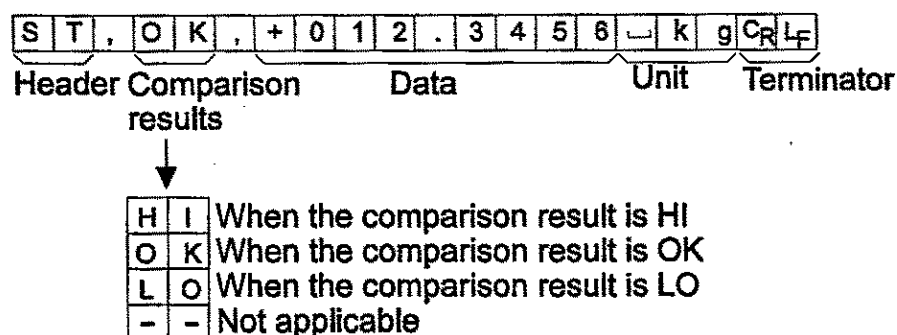 S T , O K , + 0 1 2 . 3 4 5 6 ⎵ k g CR LF
Header Comparison results Data Unit Terminator
H I When the comparison result is HI
O K When the comparison result is OK
L O When the comparison result is LO
- - Not applicable